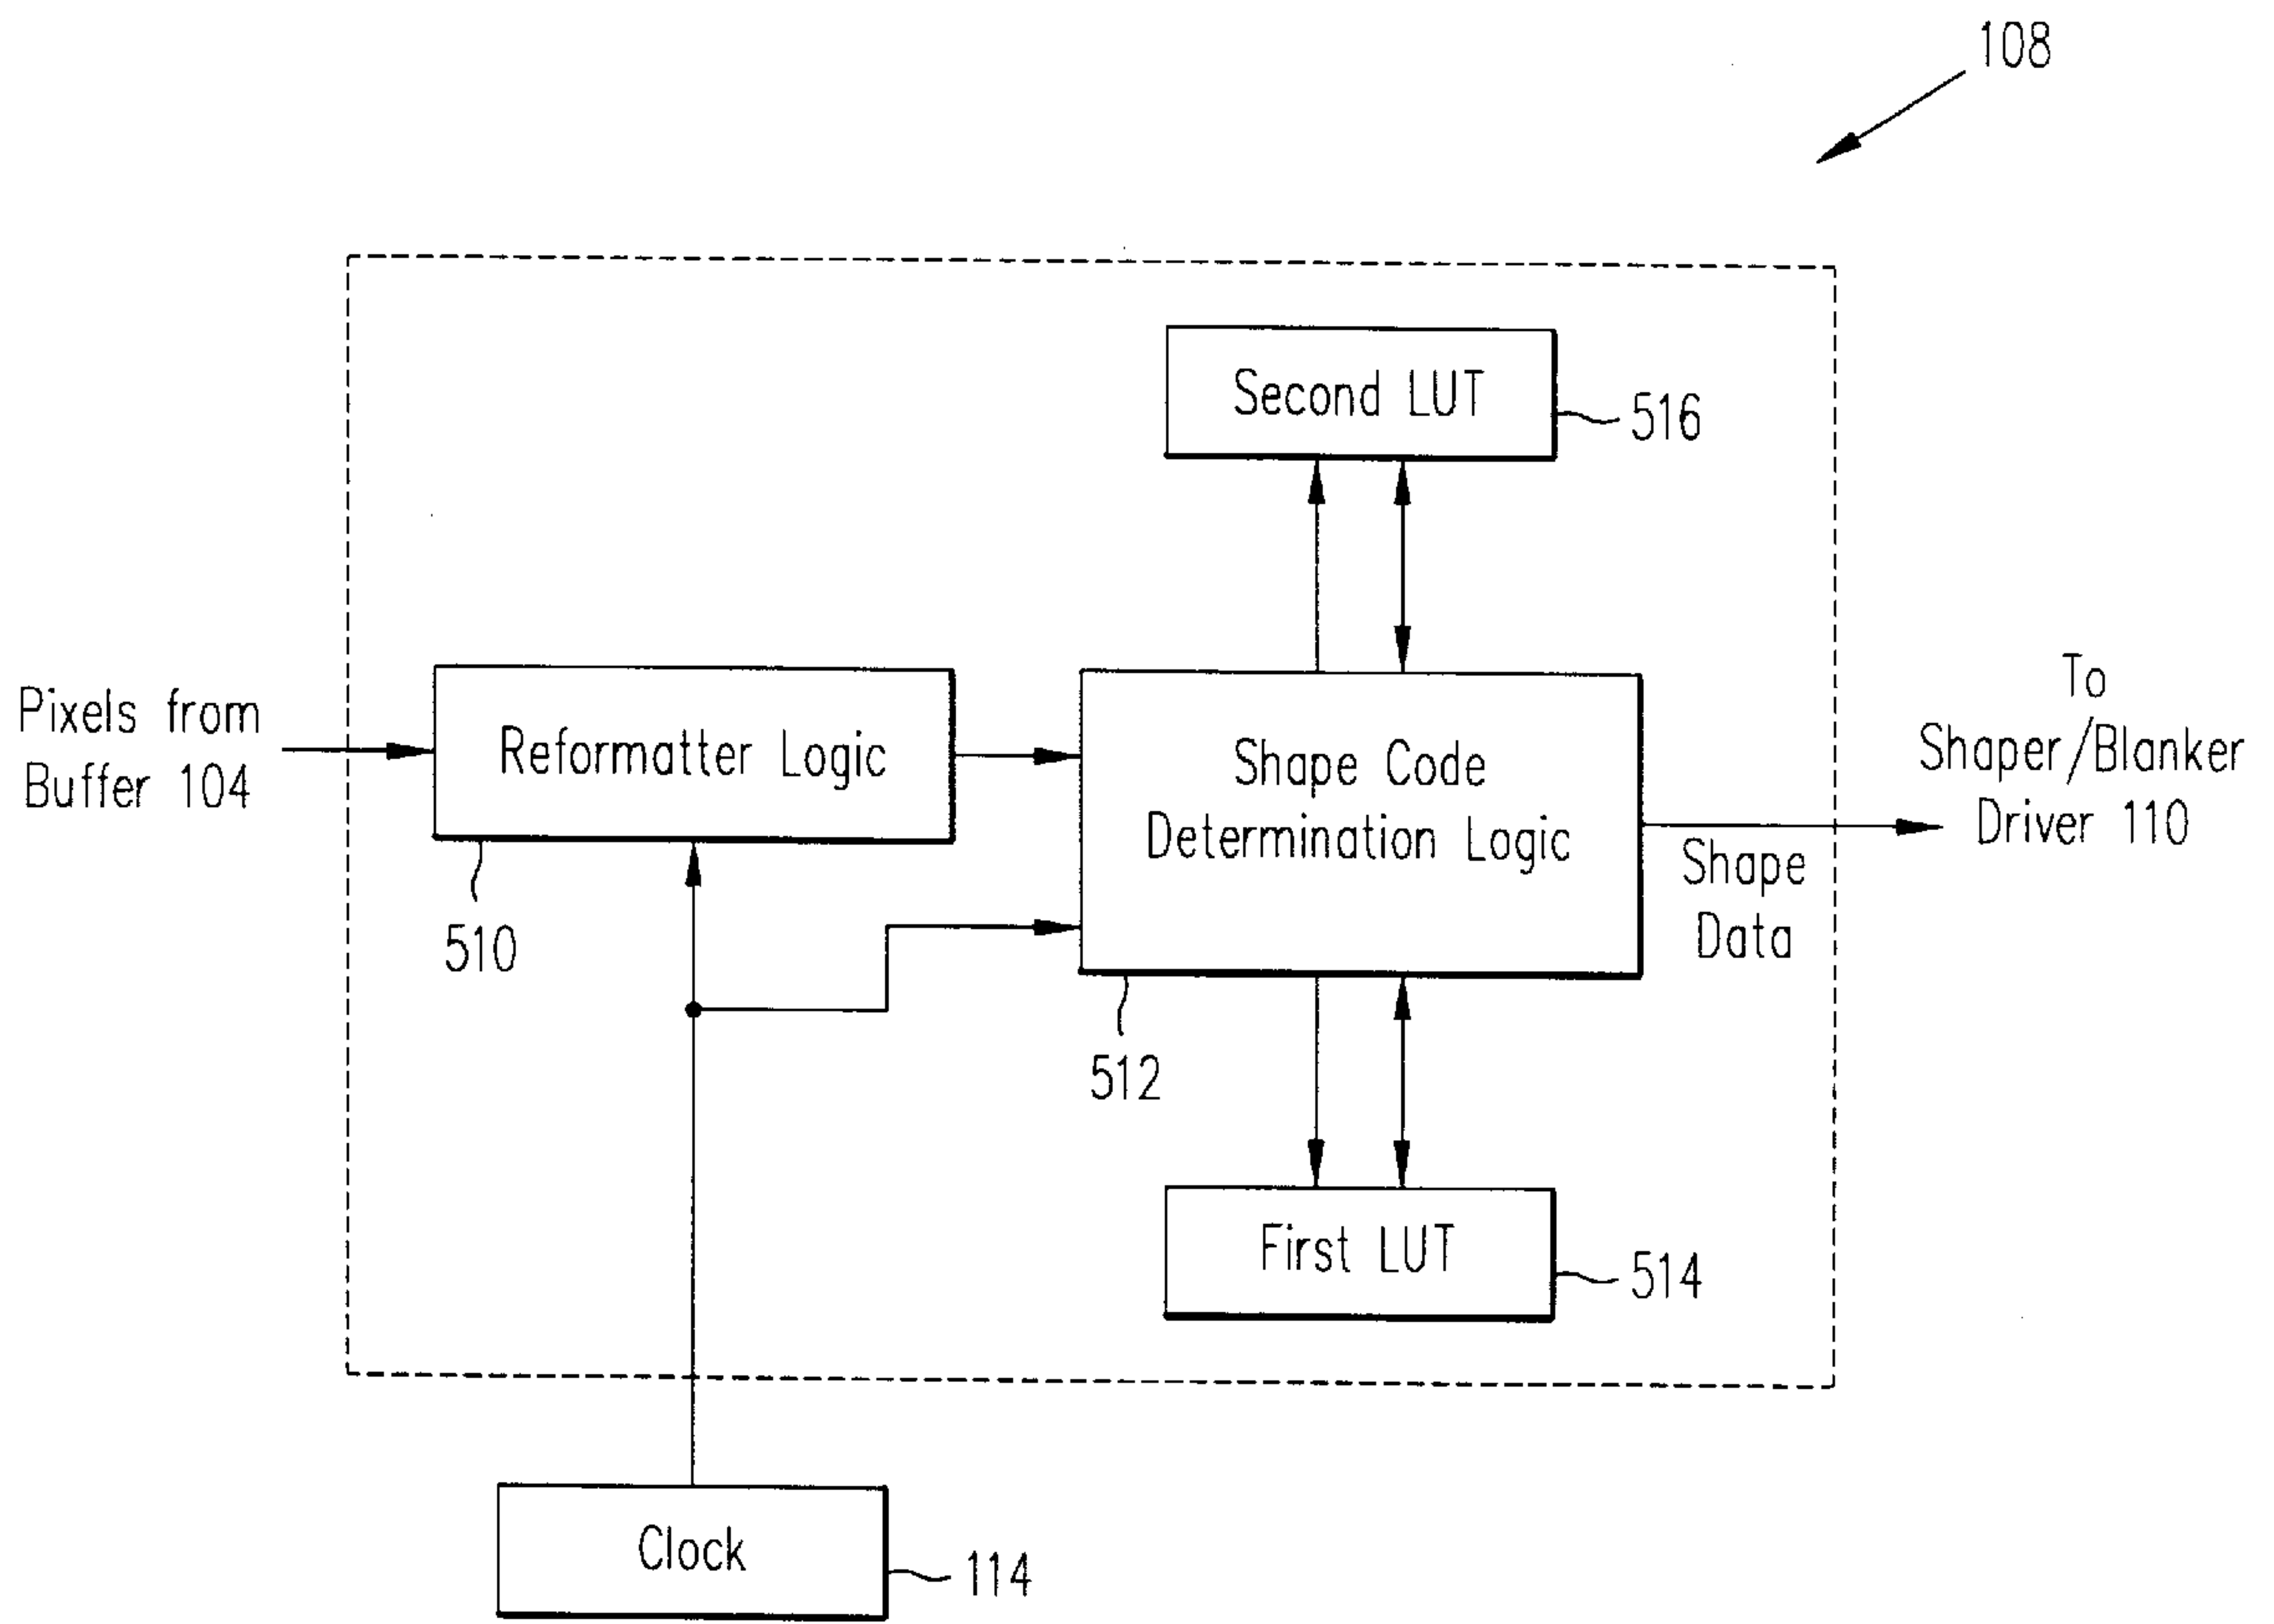 108
Second LUT
516
Pixels from
Buffer 104
Reformatter Logic
510
Shape Code
Determination Logic
512
To
Shaper/Blanker
Driver 110
Shape
Data
First LUT
514
Clock
114